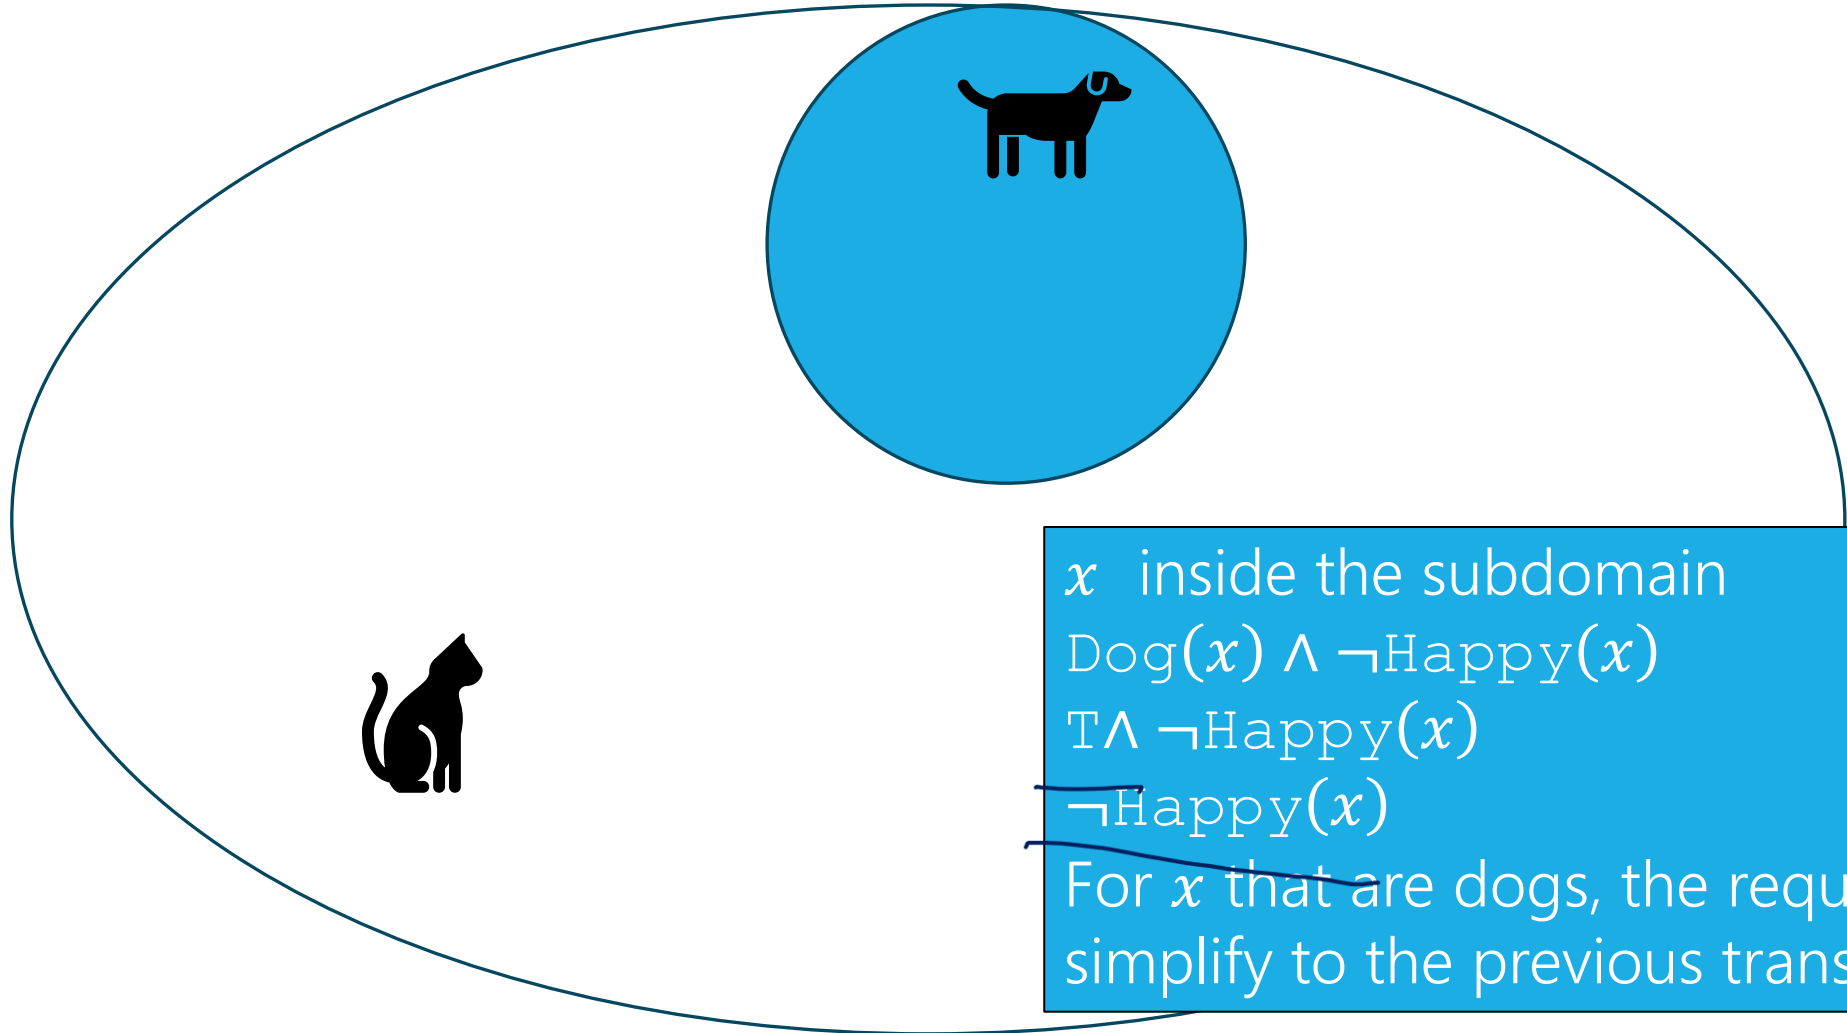 x inside the subdomain
Dog(x) ∧ ¬Happy(x)
T∧ ¬Happy(x)
¬Happy(x)
For x that are dogs, the requ
simplify to the previous trans